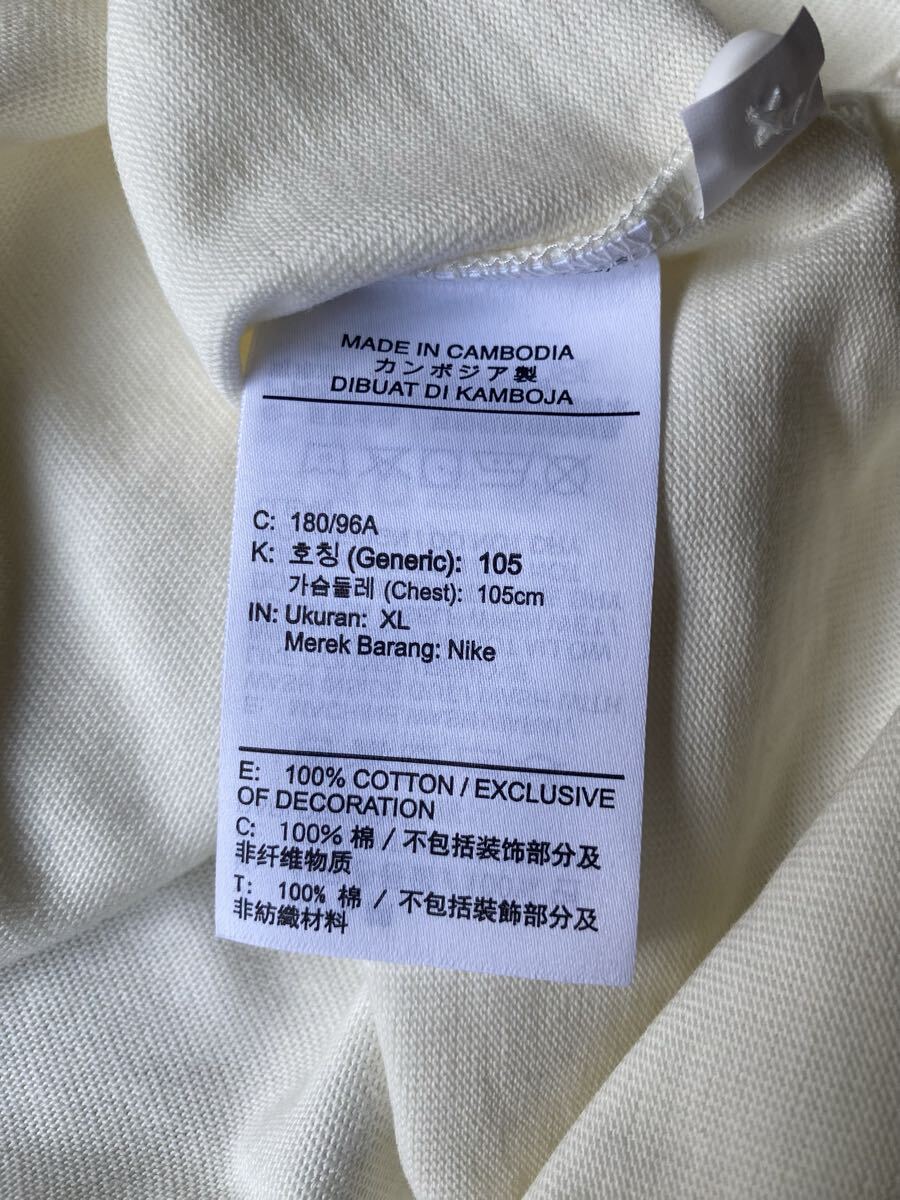 MADE IN CAMBODIA
カンボジア製
DIBUAT DI KAMBOJA
C: 180/96A
K: 호칭 (Generic): 105
가슴둘레 (Chest): 105cm
IN: Ukuran: XL
Merek Barang: Nike
E: 100% COTTON / EXCLUSIVE
OF DECORATION
C: 100% 棉 / 不包括装饰部分及
非纤维物质
T: 100% 棉 / 不包括裝飾部分及
非紡織材料